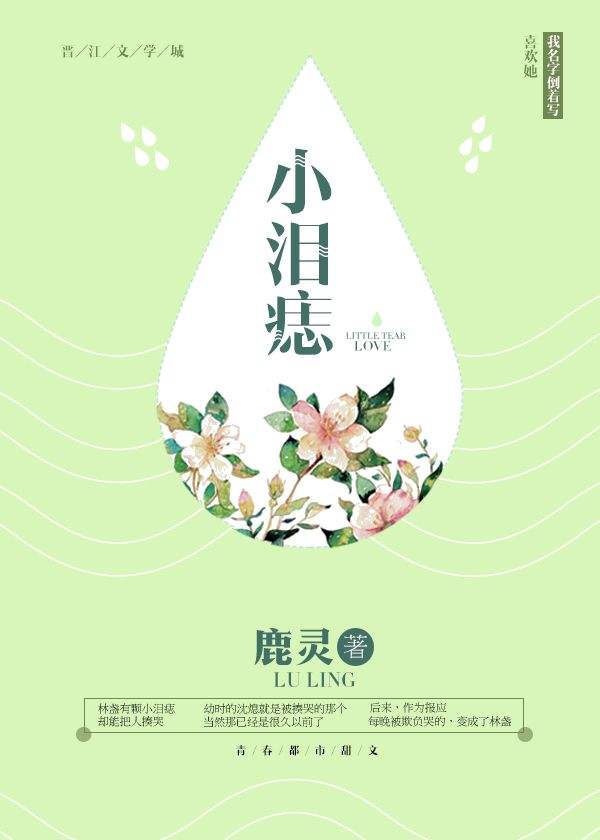 晋/江/文/学/城
我名字倒着写
喜欢她
小泪痣
LITTLE TEAR
LOVE
鹿灵著
LU LING
林盏有颗小泪痣
却能把人揍哭
幼时的沈熄就是被揍哭的那个
当然那已经是很久以前了
后来，作为报应
每晚被欺负哭的，变成了林盏
青/春/都/市/甜/文